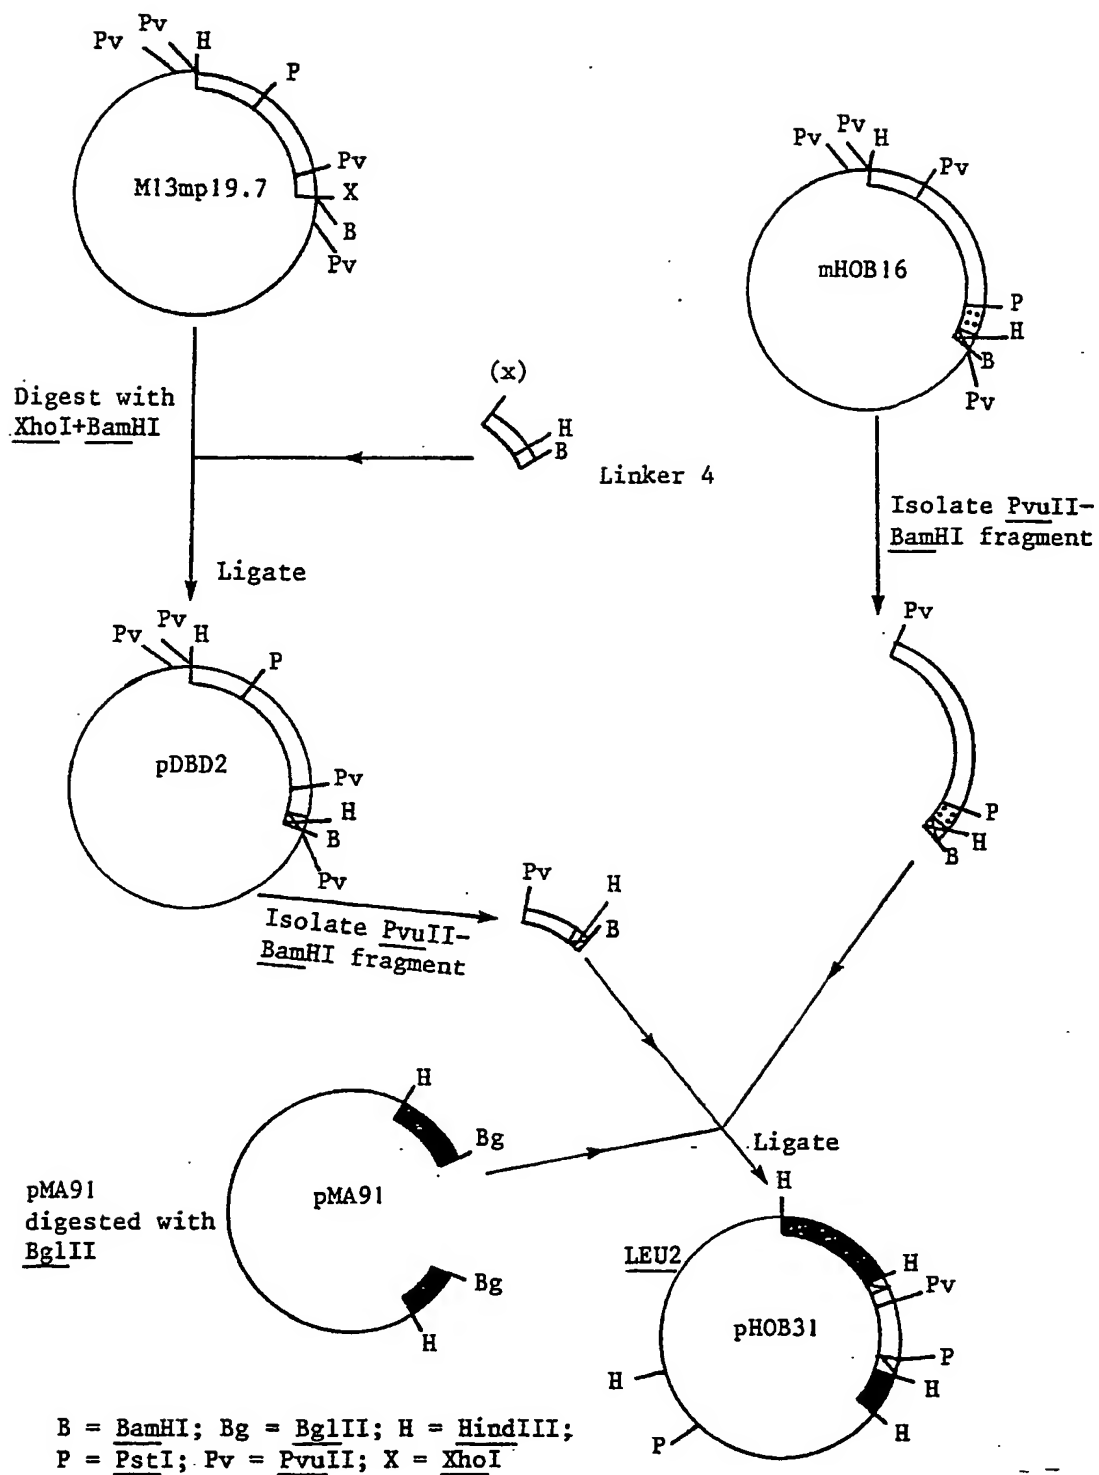 Pv
Pv
H
P
M13mp19.7
Pv
X
B
Pv
Pv
Pv
H
Pv
mHOB16
P
H
B
Pv
Digest with
XhoI+BamHI
(x)
H
B
Linker 4
Isolate PvuII-
BamHI fragment
Ligate
Pv
Pv
H
P
pDBD2
Pv
H
B
Pv
Pv
P
H
B
Isolate PvuII-
BamHI fragment
Pv
H
B
pMA91
digested with
BglII
H
Bg
pMA91
Bg
H
Ligate
H
LEU2
H
Pv
pHOB31
P
H
H
P
H
B = BamHI; Bg = BglII; H = HindIII;
P = PstI; Pv = PvuII; X = XhoI